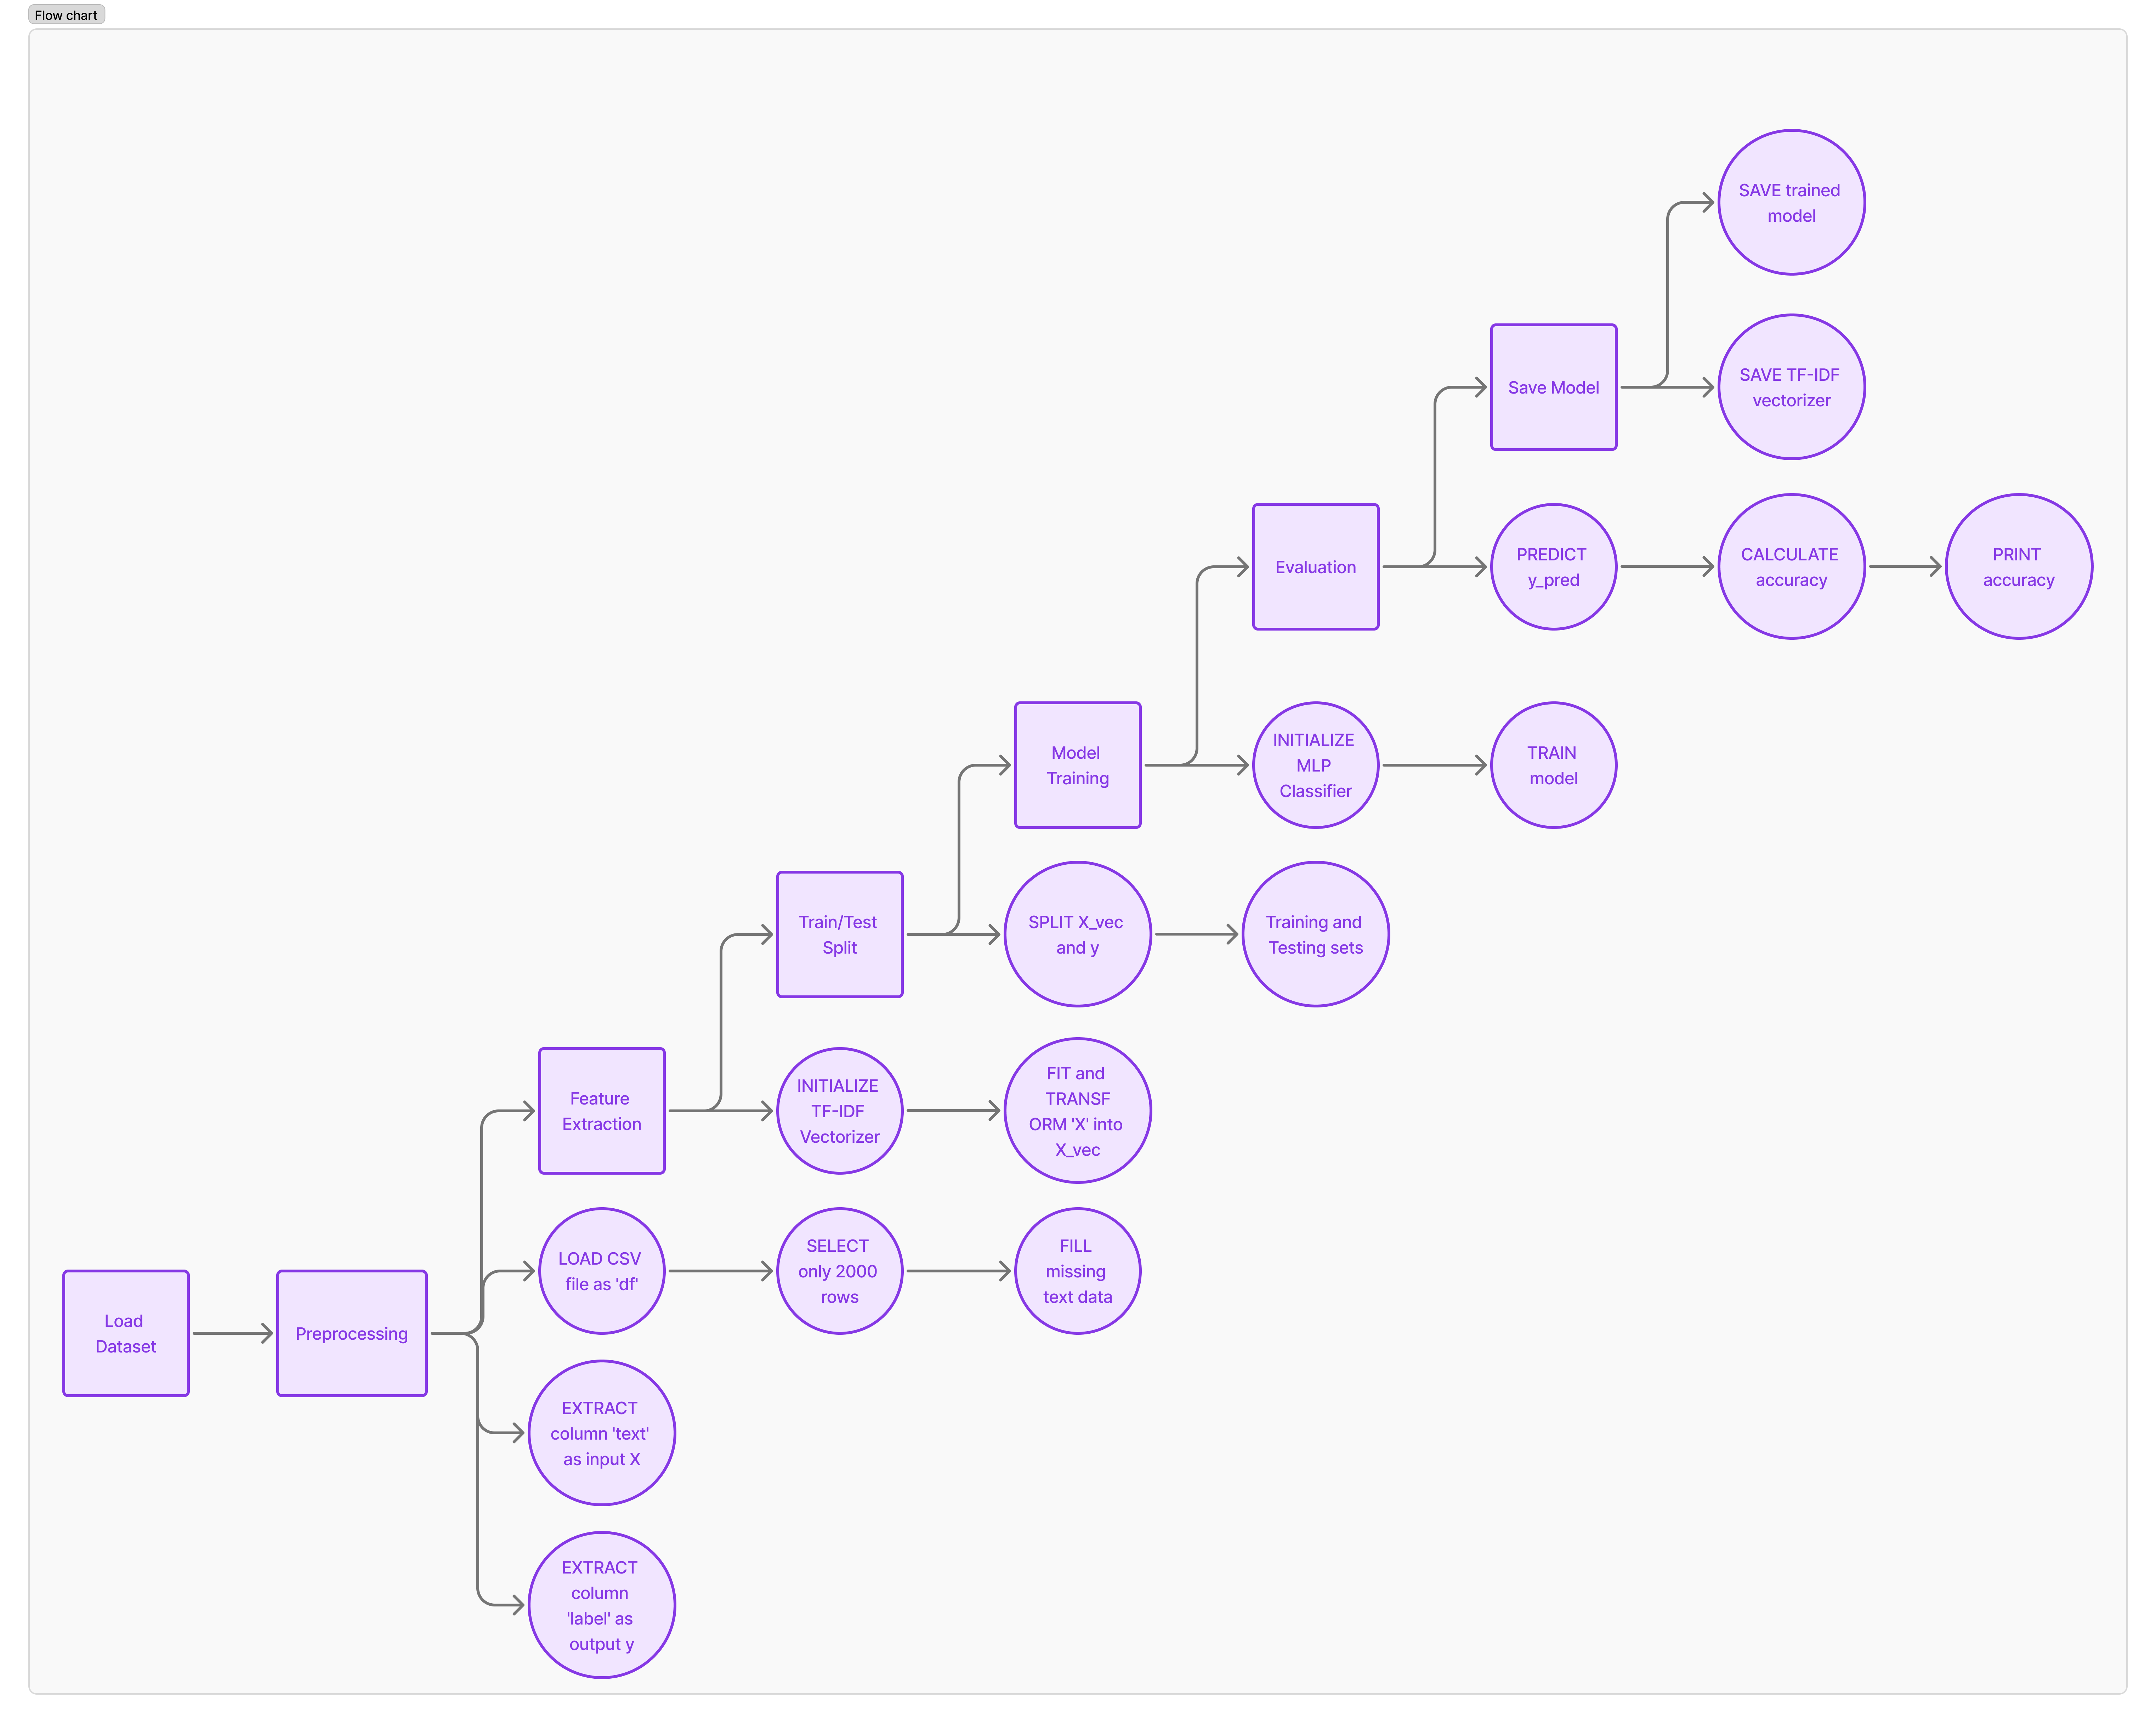 Flow chart
SAVE trained
model
Save Model
SAVE TF-IDF
vectorizer
Evaluation
PREDICT
y_pred
CALCULATE
accuracy
PRINT
accuracy
Model
Training
INITIALIZE
MLP
Classifier
TRAIN
model
Train/Test
Split
SPLIT X_vec
and y
Training and
Testing sets
Feature
Extraction
INITIALIZE
TF-IDF
Vectorizer
FIT and
TRANSF
ORM 'X' into
X_vec
LOAD CSV
file as 'df'
SELECT
only 2000
rows
FILL
missing
text data
Load
Dataset
Preprocessing
EXTRACT
column 'text'
as input X
EXTRACT
column
'label' as
output y